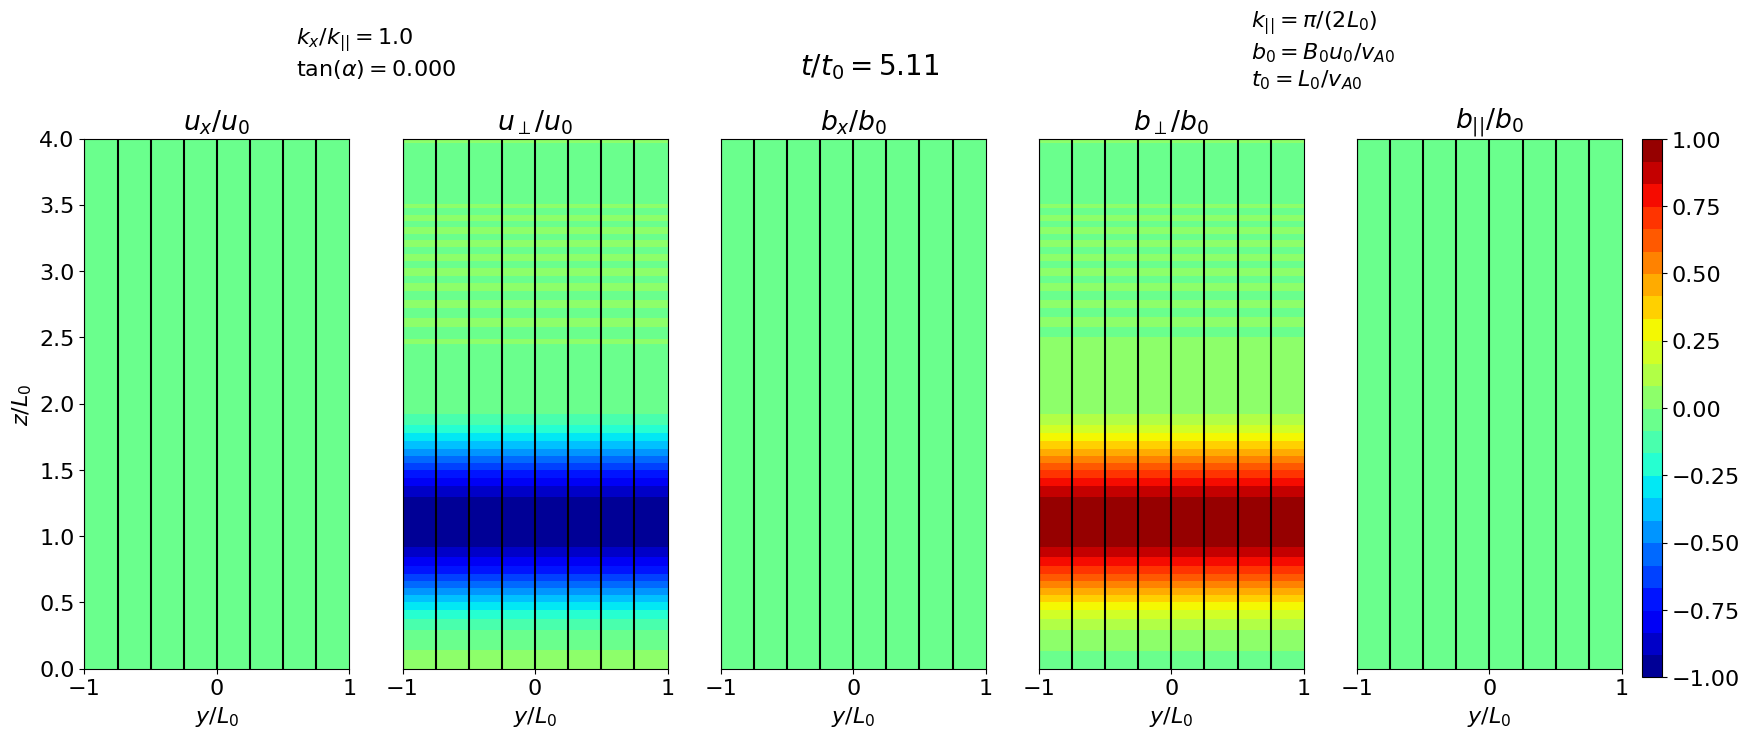 k_x/k_{||} = 1.0
tan(α) = 0.000
t/t_0 = 5.11
k_{||} = π/(2L_0)
b_0 = B_0u_0/v_{A0}
t_0 = L_0/v_{A0}
u_x/u_0 u_⊥/u_0 b_x/b_0 b_⊥/b_0 b_{||}/b_0
4.0
3.5
3.0
2.5
2.0
1.5
1.0
0.5
0.0
z/L_0
−1 0 1 −1 0 1 −1 0 1 −1 0 1 −1 0 1
y/L_0 y/L_0 y/L_0 y/L_0 y/L_0
1.00
0.75
0.50
0.25
0.00
−0.25
−0.50
−0.75
−1.00